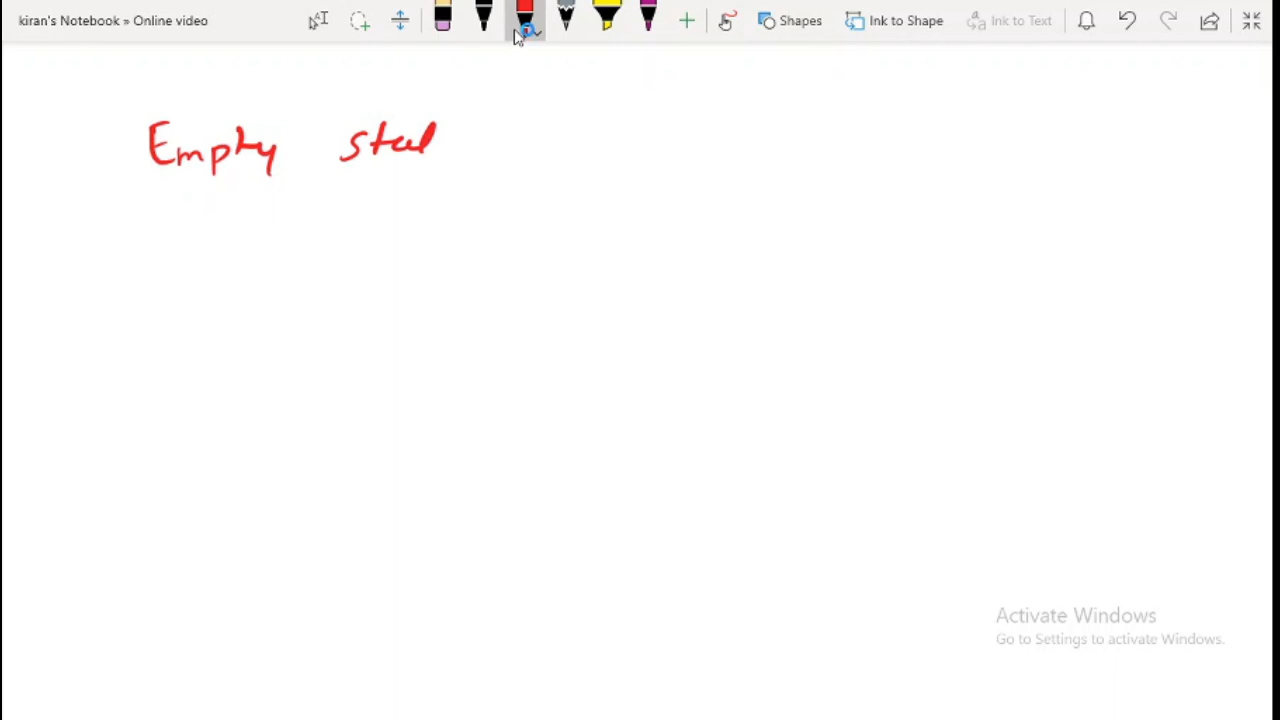 kiran's Notebook » Online video Shapes Ink to Shape Ink to Text
Empty steel
Activate Windows
Go to Settings to activate Windows.